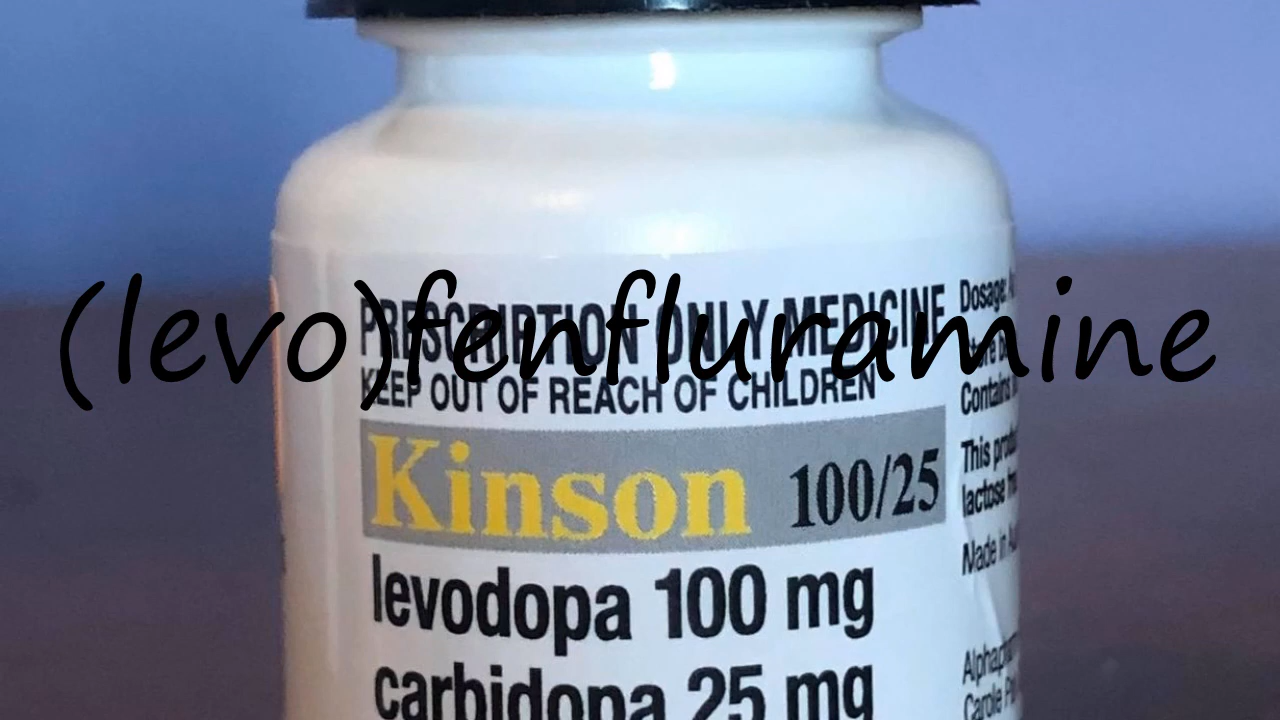 (levo)fenfluramine
PRESCRIPTION ONLY MEDICINE
KEEP OUT OF REACH OF CHILDREN
Kinson 100/25
levodopa 100 mg
carbidopa 25 mg
Dosage:
Contains
This
lactose
Made in